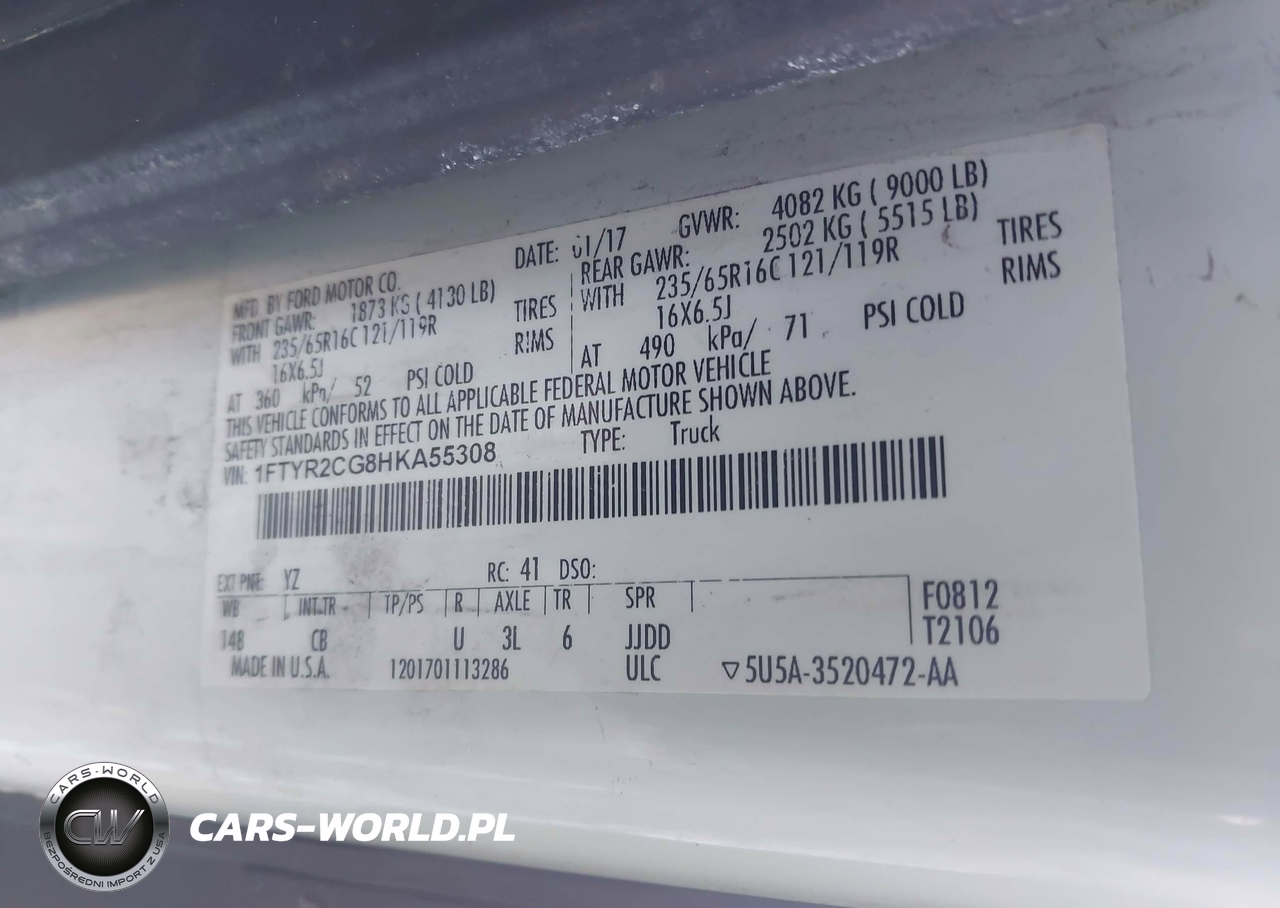 MFD. BY FORD MOTOR CO. DATE: 01/17 GVWR: 4082 KG ( 9000 LB)
FRONT GAWR: 1873 KG ( 4130 LB) REAR GAWR: 2502 KG ( 5515 LB)
WITH 235/65R16C 121/119R TIRES WITH 235/65R16C 121/119R TIRES
16X6.5J RIMS 16X6.5J RIMS
AT 360 kPa/ 52 PSI COLD AT 490 kPa/ 71 PSI COLD
THIS VEHICLE CONFORMS TO ALL APPLICABLE FEDERAL MOTOR VEHICLE
SAFETY STANDARDS IN EFFECT ON THE DATE OF MANUFACTURE SHOWN ABOVE.
VIN: 1FTYR2CG8HKA55308 TYPE: Truck
EXT PNT: YZ RC: 41 DSO:
WB INT TR TP/PS R AXLE TR SPR F0812
148 CB U 3L 6 JJDD T2106
MADE IN U.S.A. 1201701113286 ULC ▽5U5A-3520472-AA
CARS-WORLD
CW
BEZPOŚREDNI IMPORT Z USA
CARS-WORLD.PL